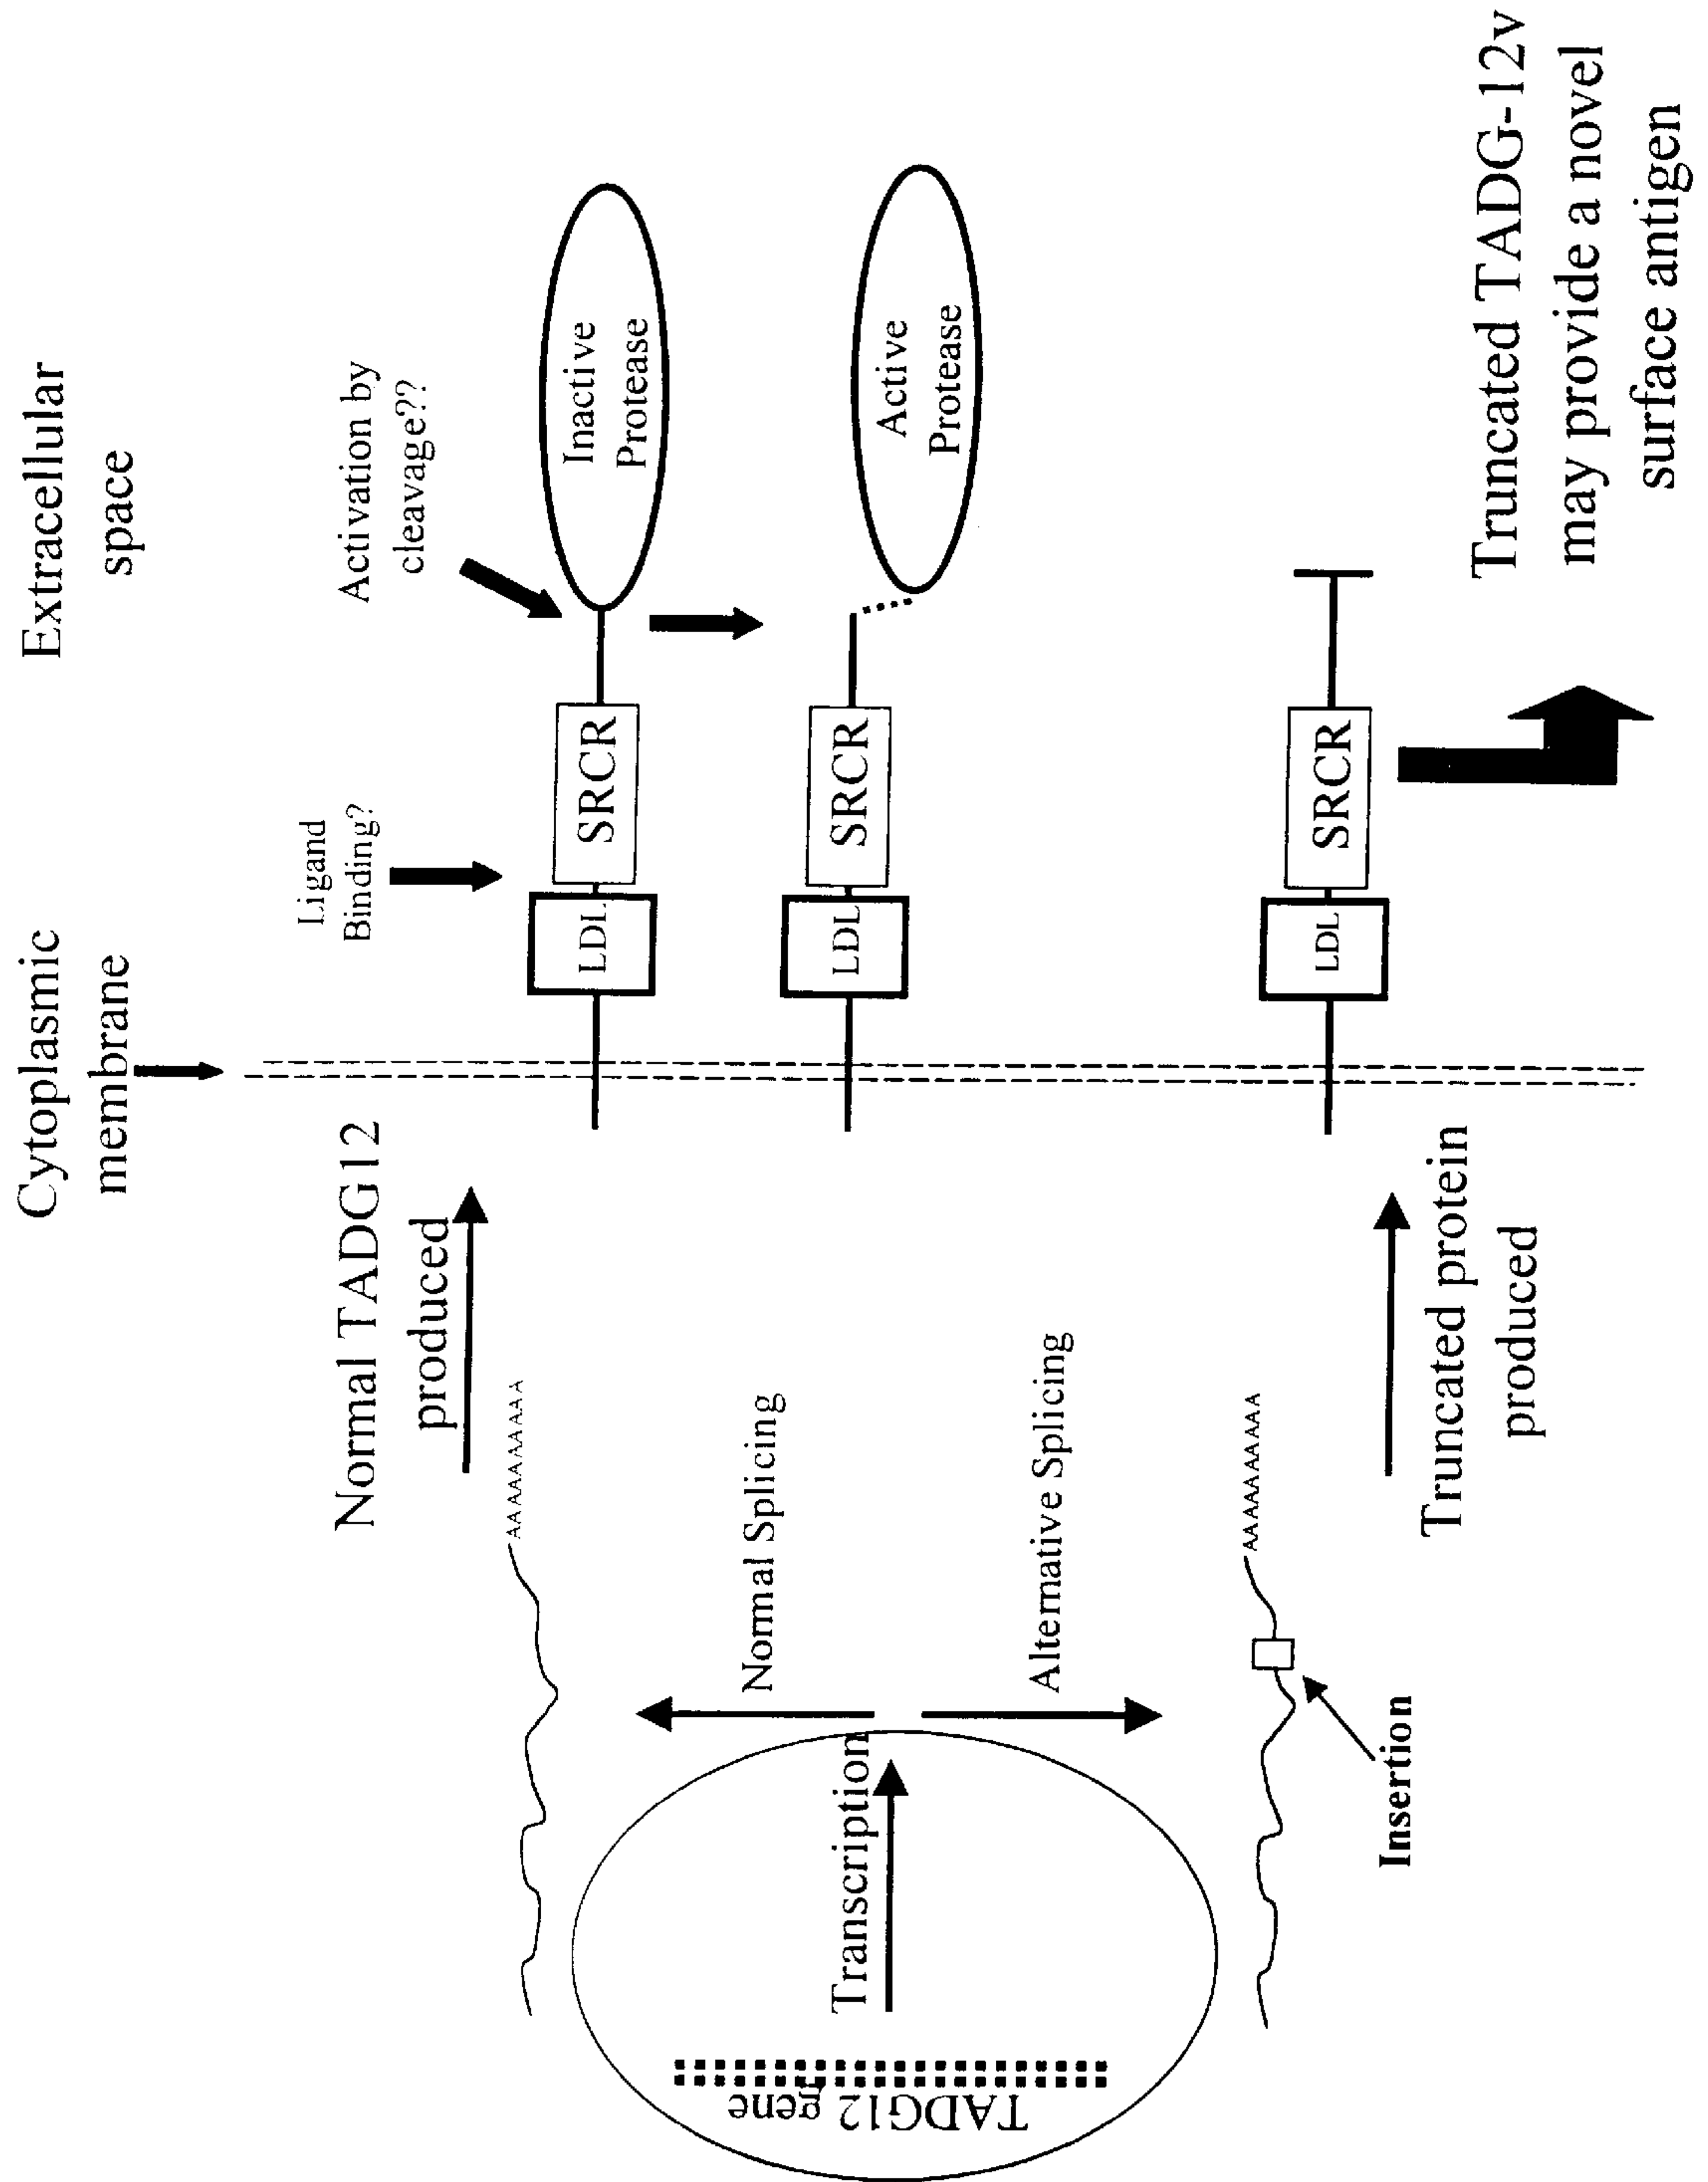 Cytoplasmic
membrane
Extracellular
space
Normal TADG12
produced
Ligand
Binding?
Activation by
cleavage??
AAAAAAAAA
LDL
SRCR
Inactive
Protease
Normal Splicing
LDL
SRCR
Active
Protease
TADG12 gene
Transcription
Alternative Splicing
AAAAAAAAA
LDL
SRCR
Insertion
Truncated protein
produced
Truncated TADG-12v
may provide a novel
surface antigen